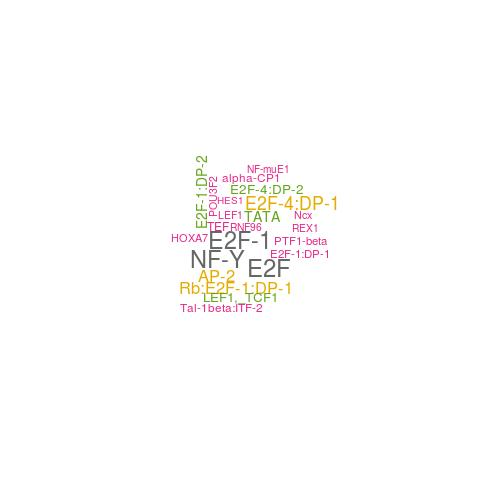 NF-muE1
alpha-CP1
E2F-1:DP-2
POU3F2
E2F-4:DP-2
HES1
E2F-4:DP-1
LEF1
TATA
Ncx
TEF
RNF96
REX1
HOXA7
E2F-1
PTF1-beta
E2F-1:DP-1
NF-Y
E2F
AP-2
Rb:E2F-1:DP-1
LEF1,_TCF1
Tal-1beta:ITF-2